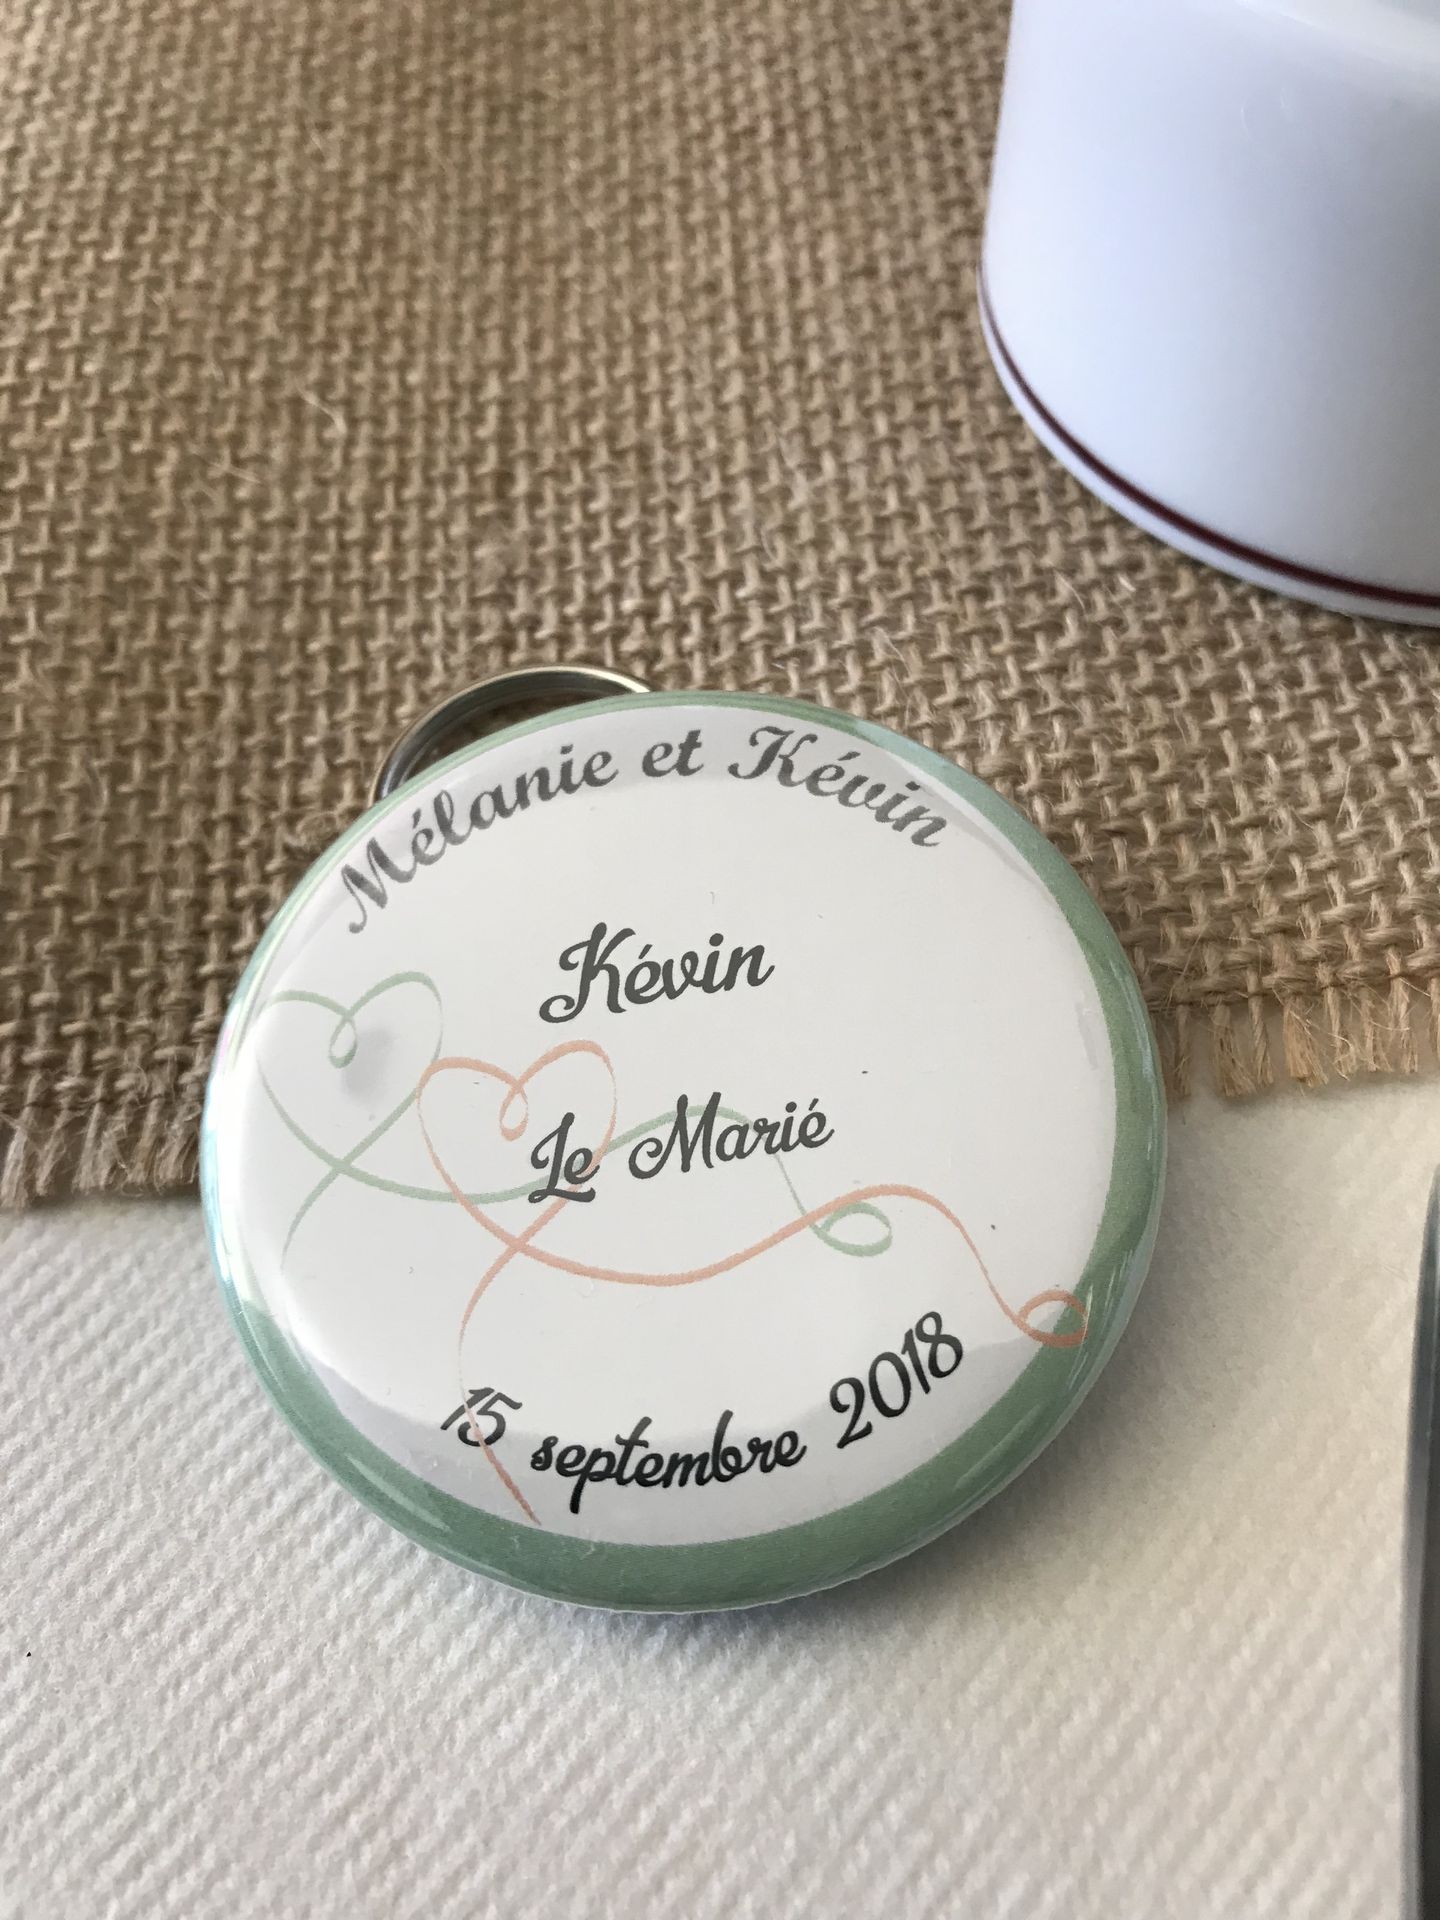 Mélanie et Kévin
Kévin
Le Marié
15 septembre 2018